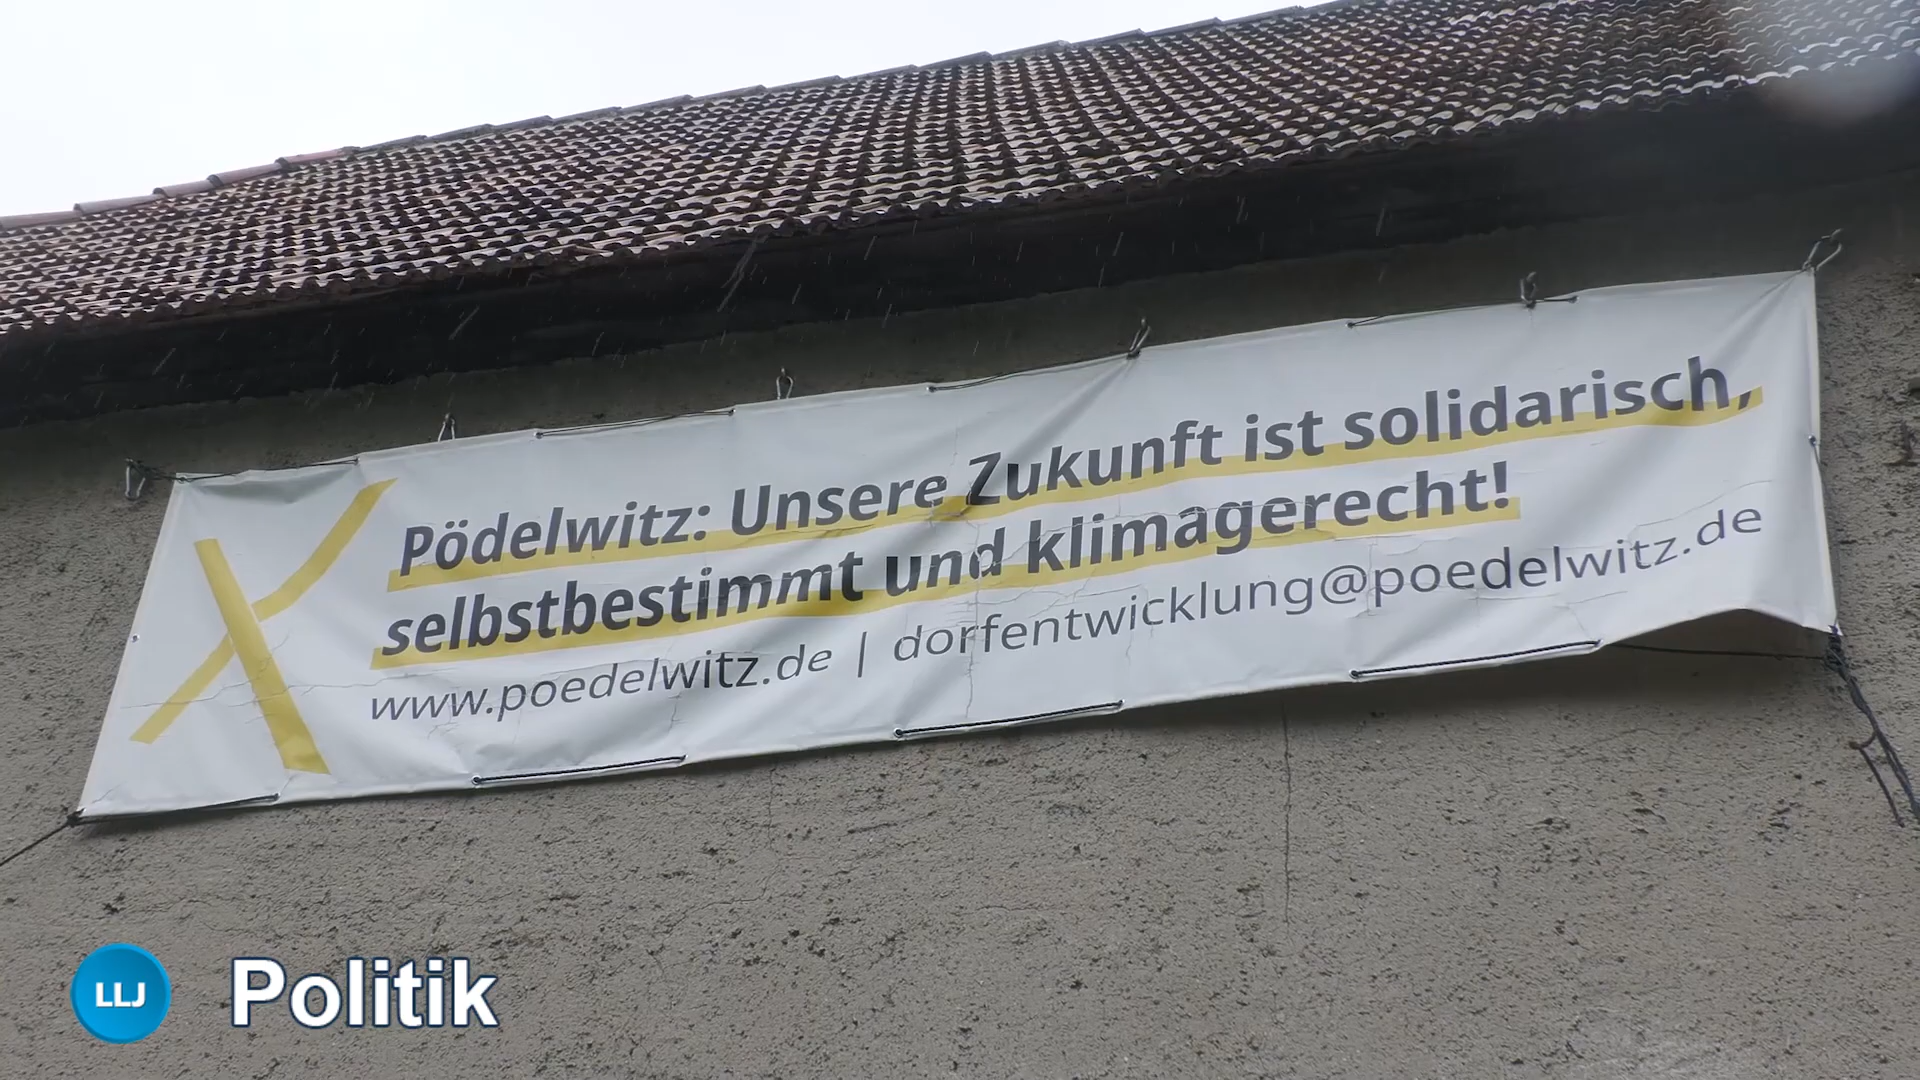 Pödelwitz: Unsere Zukunft ist solidarisch,
selbstbestimmt und klimagerecht!
www.poedelwitz.de | dorfentwicklung@poedelwitz.de
LLJ Politik